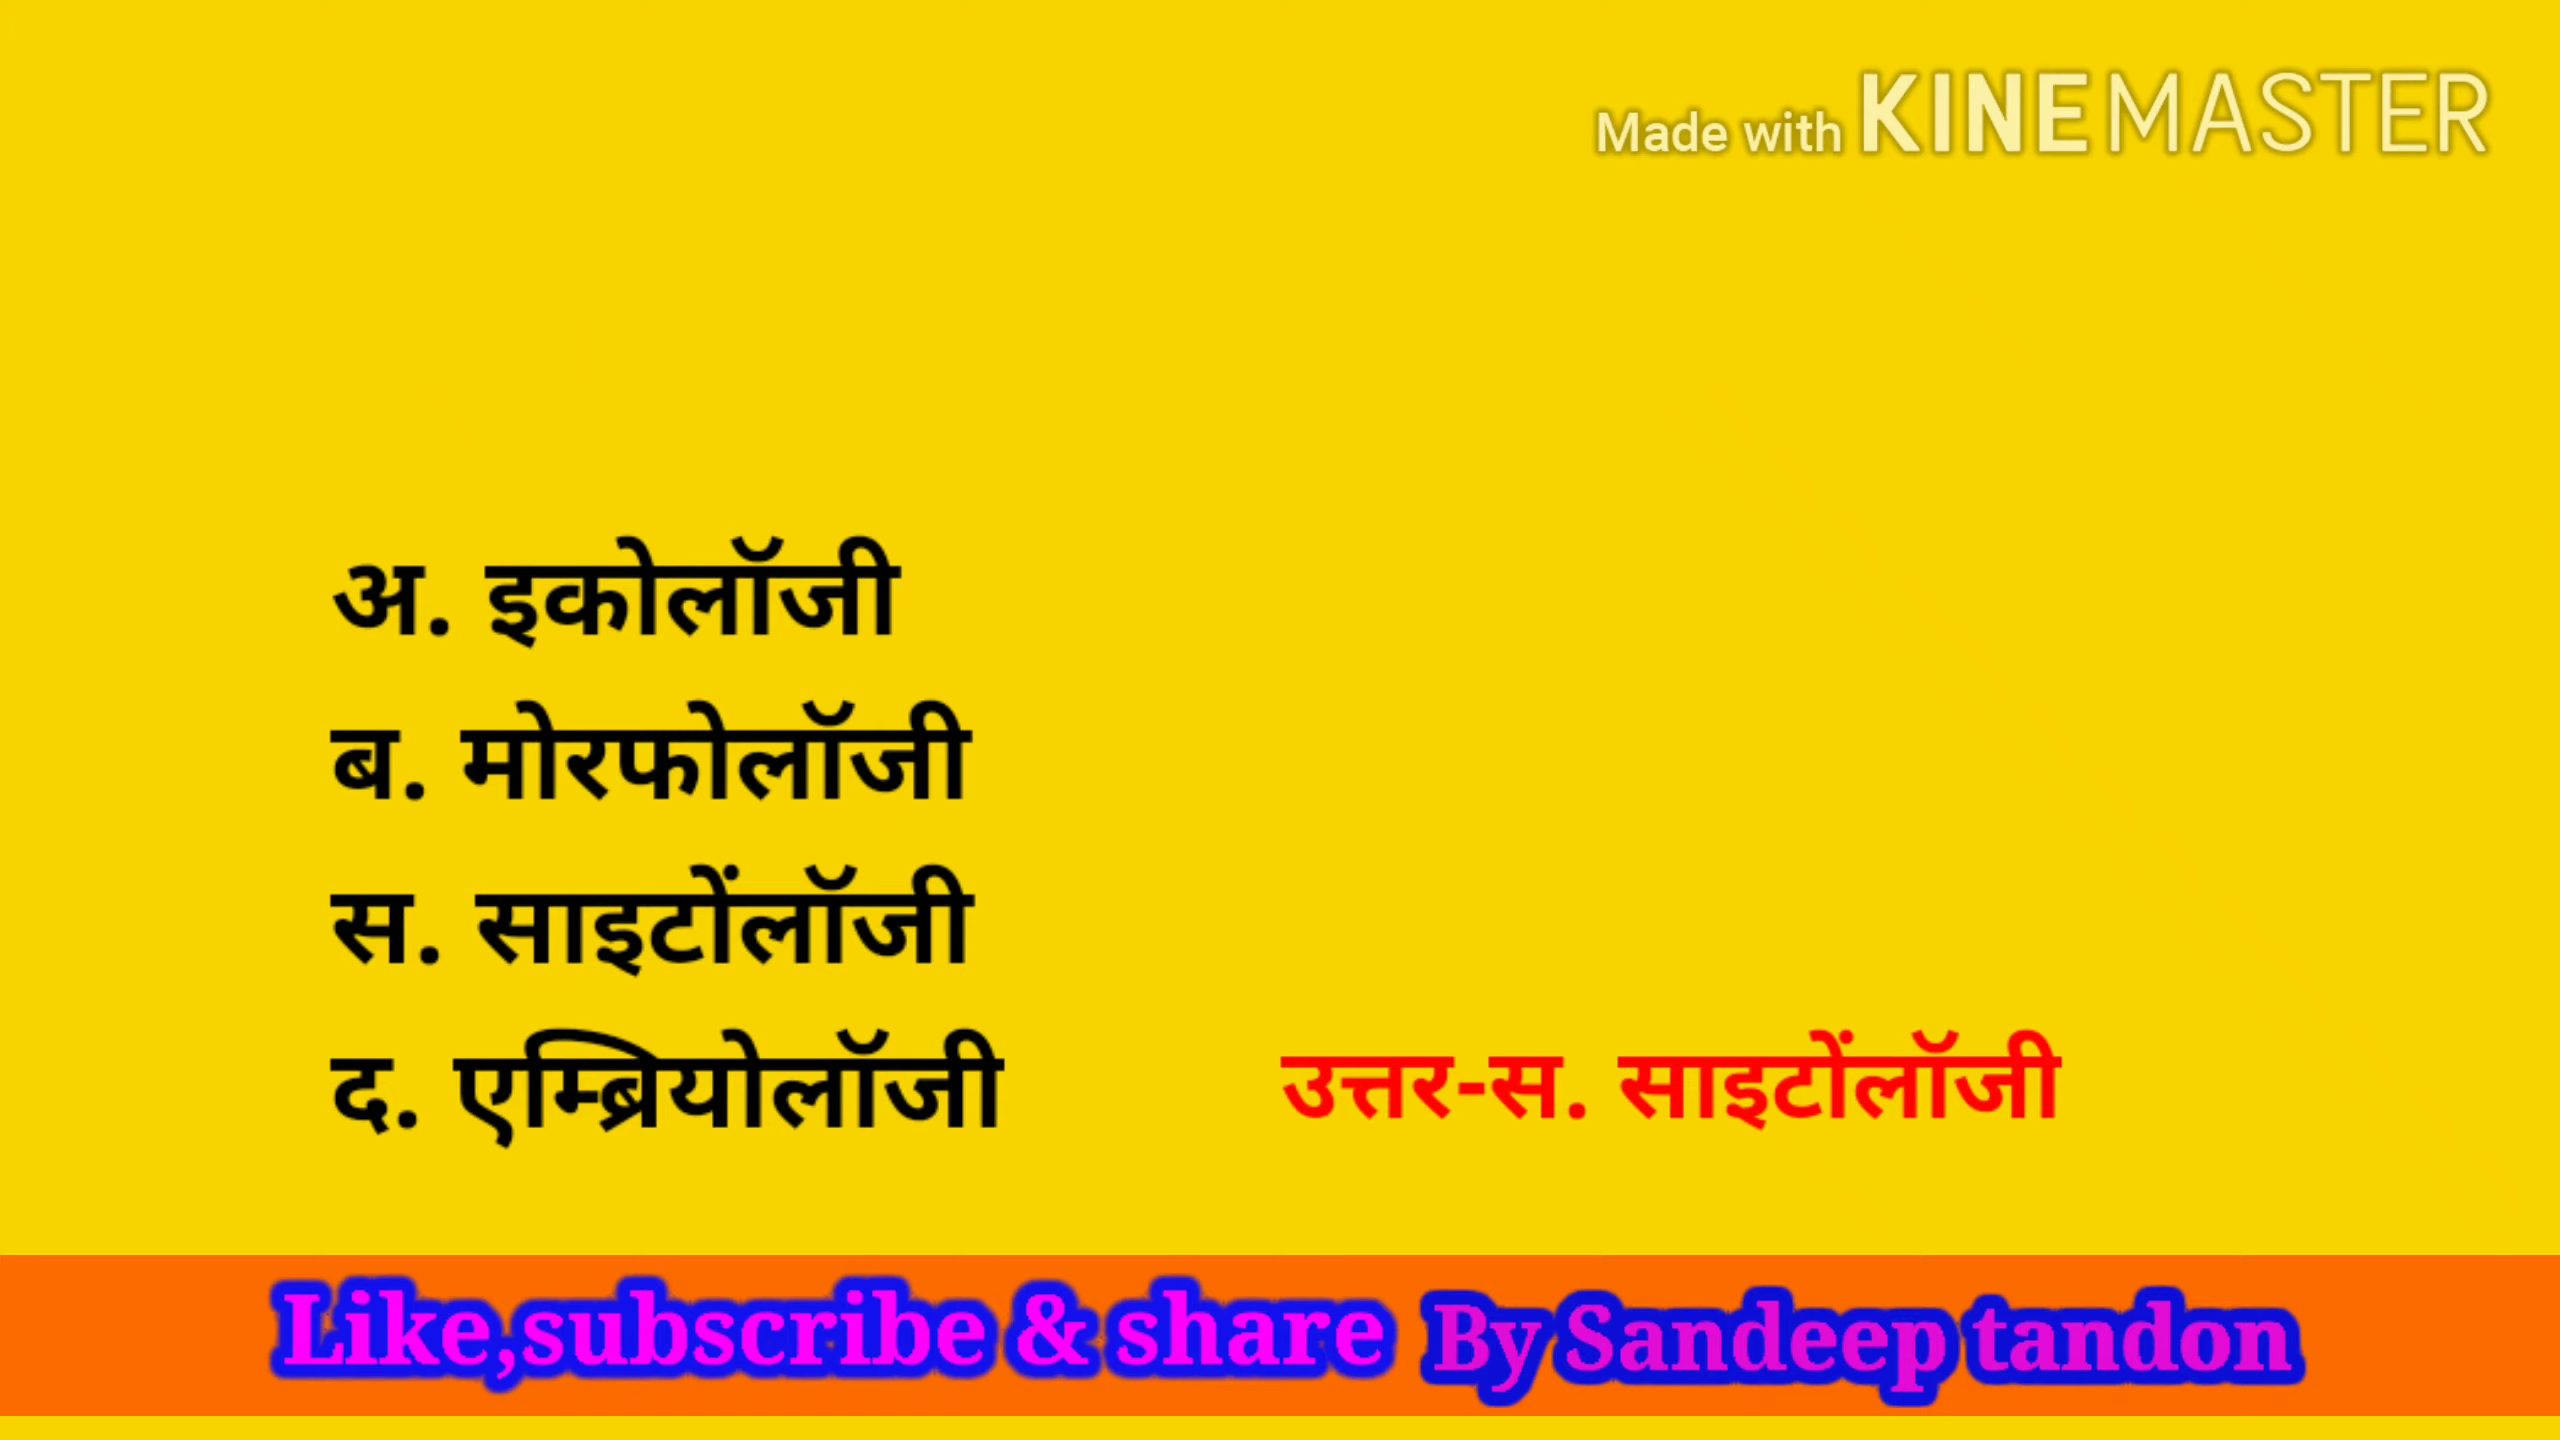 Made with KINEMASTER
अ. इकोलॉजी
ब. मोरफोलॉजी
स. साइटोंलॉजी
द. एम्ब्रियोलॉजी
उत्तर-स. साइटोंलॉजी
Like,subscribe & share By Sandeep tandon